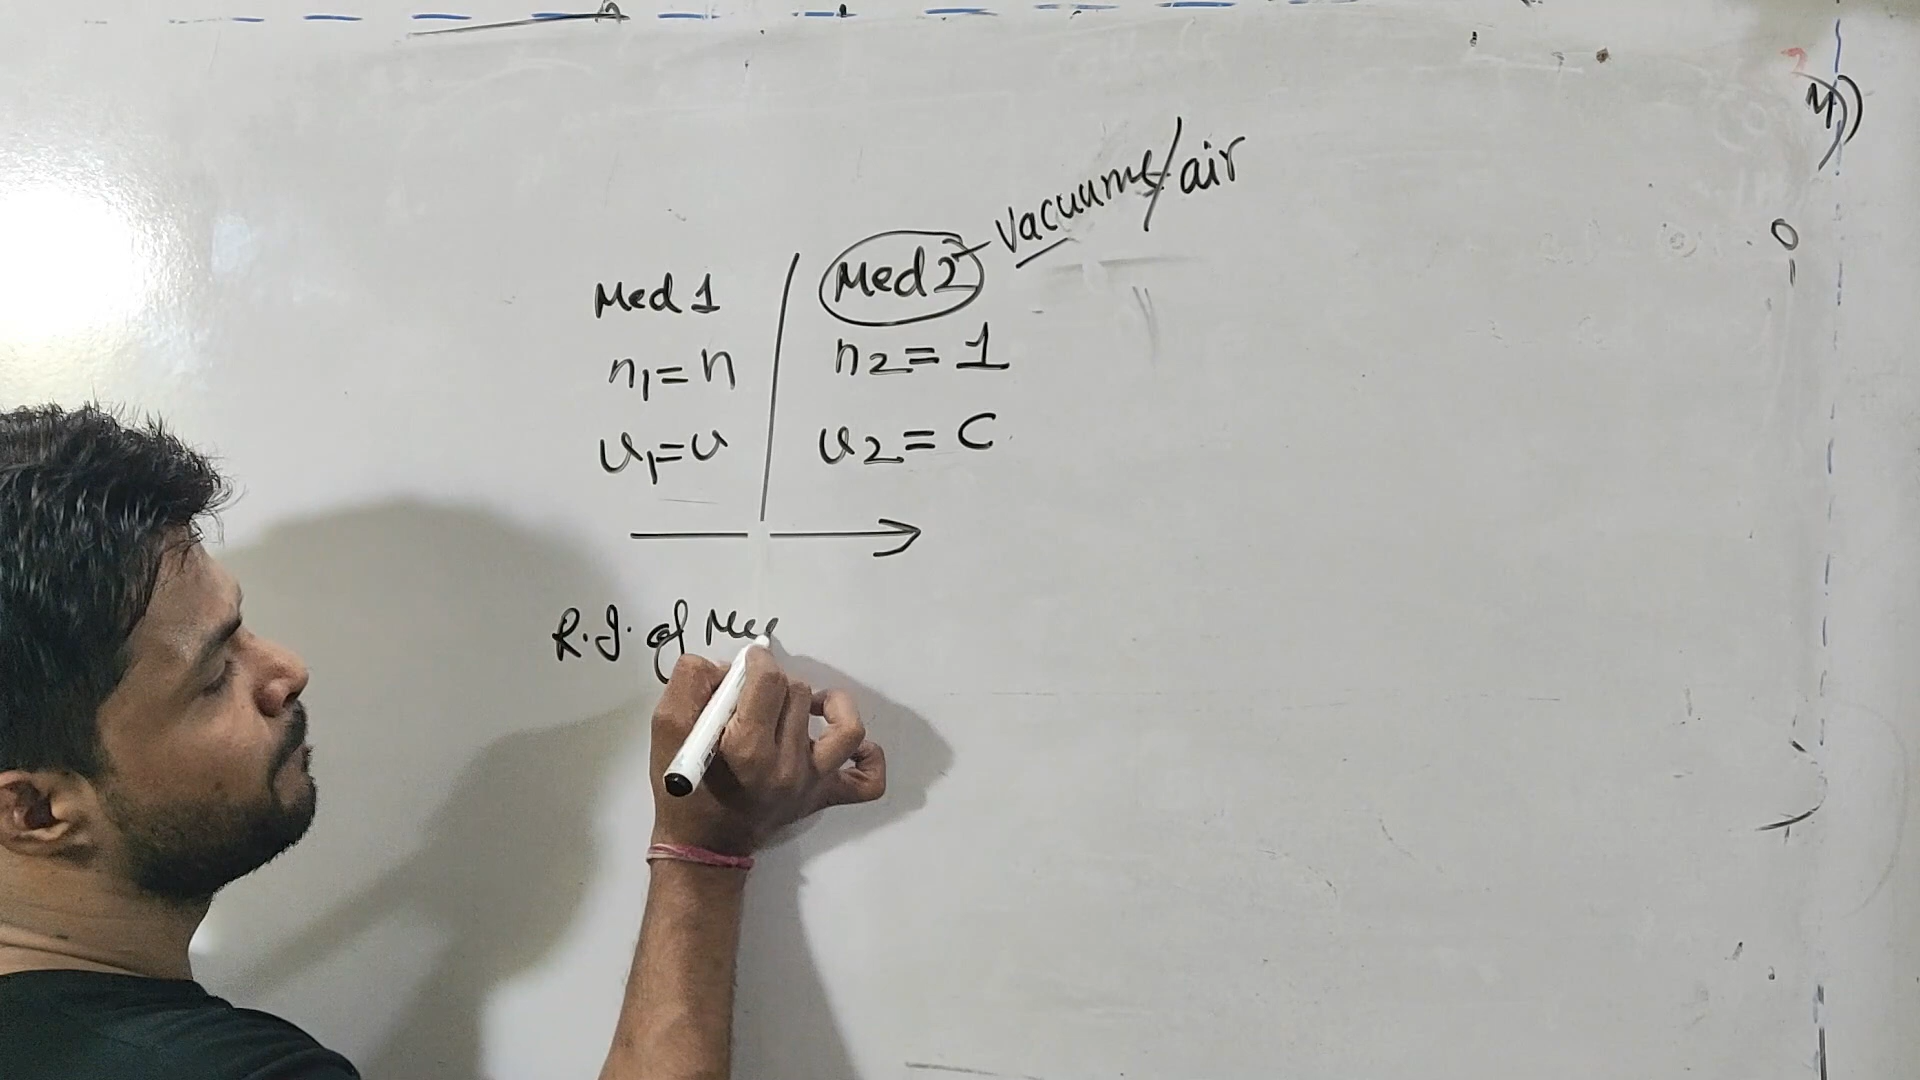 Vacuum/air
Med 1 Med 2
n1=n n2=1
v1=v v2=C
R.I. of Me